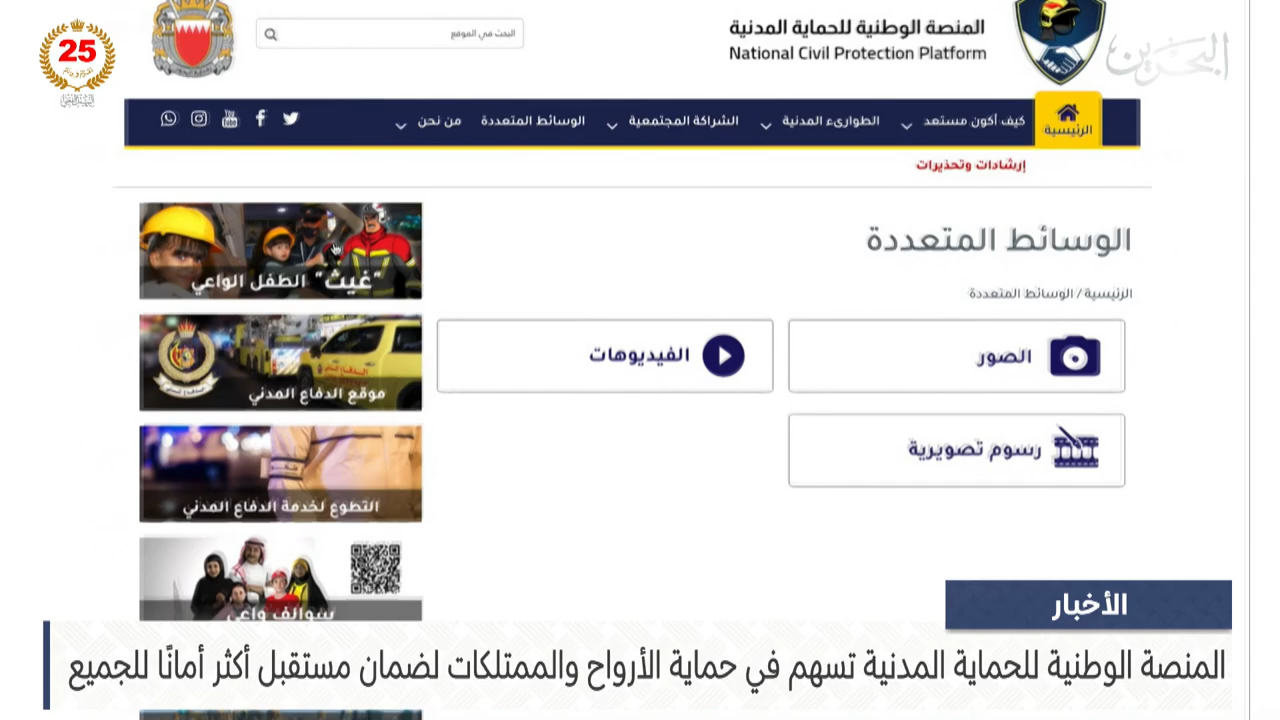 25
البحرين
البحث في الموقع
المنصة الوطنية للحماية المدنية
National Civil Protection Platform
الرئيسية
كيف أكون مستعد
الطوارىء المدنية
الشراكة المجتمعية
الوسائط المتعددة
من نحن
You
Tube
إرشادات وتحذيرات
الوسائط المتعددة
الرئيسية / الوسائط المتعددة
الصور
الفيديوهات
رسوم تصويرية
"غيث" الطفل الواعي
موقع الدفاع المدني
التطوع لخدمة الدفاع المدني
سوالف واعي
الأخبار
المنصة الوطنية للحماية المدنية تسهم في حماية الأرواح والممتلكات لضمان مستقبل أكثر أمانًا للجميع